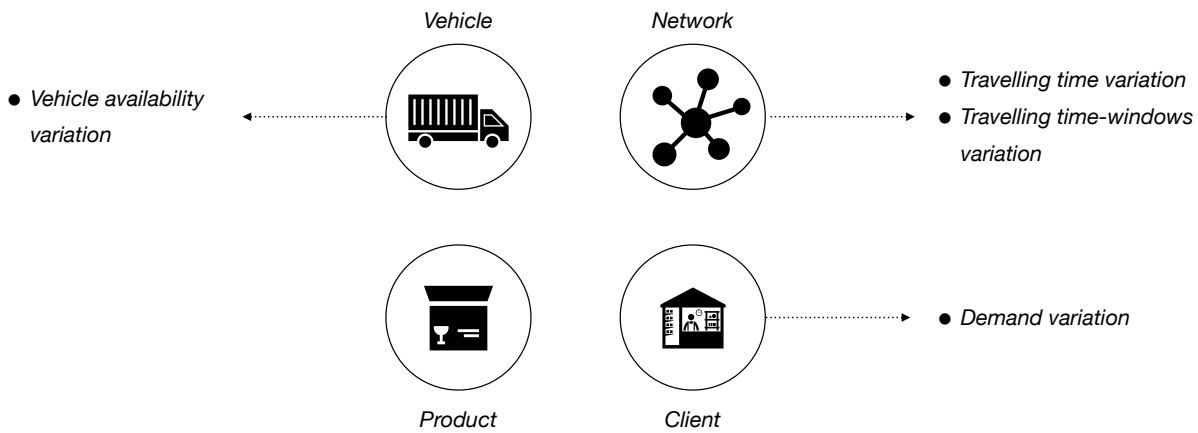 Vehicle
Network
● Vehicle availability
variation
● Travelling time variation
● Travelling time-windows
variation
● Demand variation
Product
Client